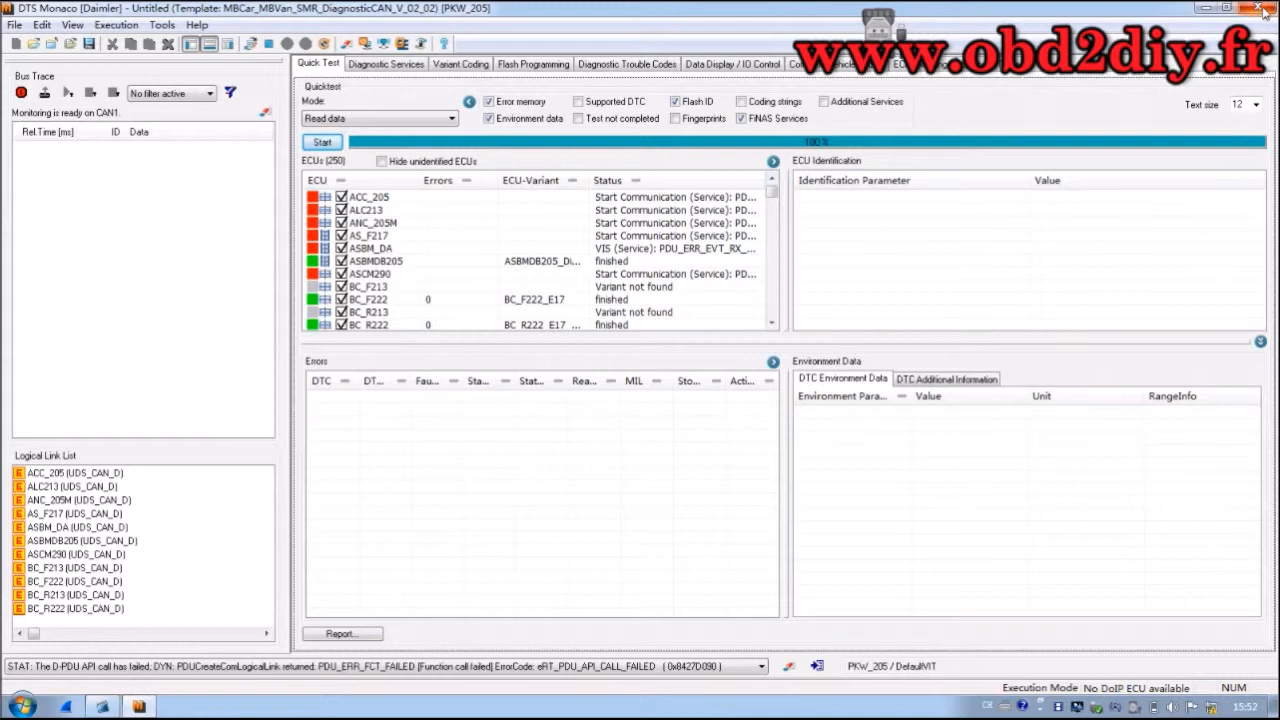 DTS Monaco [Daimler] - Untitled (Template: MBCar_MBVan_SMR_DiagnosticCAN_V_02_02) [PKW_205]
www.obd2diy.fr
File Edit View Execution Tools Help
Quick Test Diagnostic Services Variant Coding Flash Programming Diagnostic Trouble Codes Data Display / IO Control
Bus Trace
No filter active
Monitoring is ready on CAN1.
Rel.Time [ms] ID Data
Quicktest
Mode:
Read data
Error memory Supported DTC Flash ID Coding strings Additional Services
Environment data Test not completed Fingerprints FINAS Services
Text size 12
Start 100 %
ECUs (250) Hide unidentified ECUs
ECU Errors ECU-Variant Status
ACC_205 Start Communication (Service): PD...
ALC213 Start Communication (Service): PD...
ANC_205M Start Communication (Service): PD...
AS_F217 Start Communication (Service): PD...
ASBM_DA VIS (Service): PDU_ERR_EVT_RX_...
ASBMDB205 ASBMDB205_Di... finished
ASCM290 Start Communication (Service): PD...
BC_F213 Variant not found
BC_F222 0 BC_F222_E17 finished
BC_R213 Variant not found
BC_R222 0 BC_R222_E17 ... finished
ECU Identification
Identification Parameter Value
Errors
DTC DT... Fau... Sta... Stat... Rea... MIL Sto... Acti...
Environment Data
DTC Environment Data DTC Additional Information
Environment Para... Value Unit RangeInfo
Logical Link List
ACC_205 (UDS_CAN_D)
ALC213 (UDS_CAN_D)
ANC_205M (UDS_CAN_D)
AS_F217 (UDS_CAN_D)
ASBM_DA (UDS_CAN_D)
ASBMDB205 (UDS_CAN_D)
ASCM290 (UDS_CAN_D)
BC_F213 (UDS_CAN_D)
BC_F222 (UDS_CAN_D)
BC_R213 (UDS_CAN_D)
BC_R222 (UDS_CAN_D)
Report...
STAT: The D-PDU API call has failed; DYN: PDUCreateComLogicalLink returned: PDU_ERR_FCT_FAILED [Function call failed] ErrorCode: eRT_PDU_API_CALL_FAILED ( 0x8427D090 )
PKW_205 / DefaultVIT
Execution Mode No DoIP ECU available NUM
CH 15:52